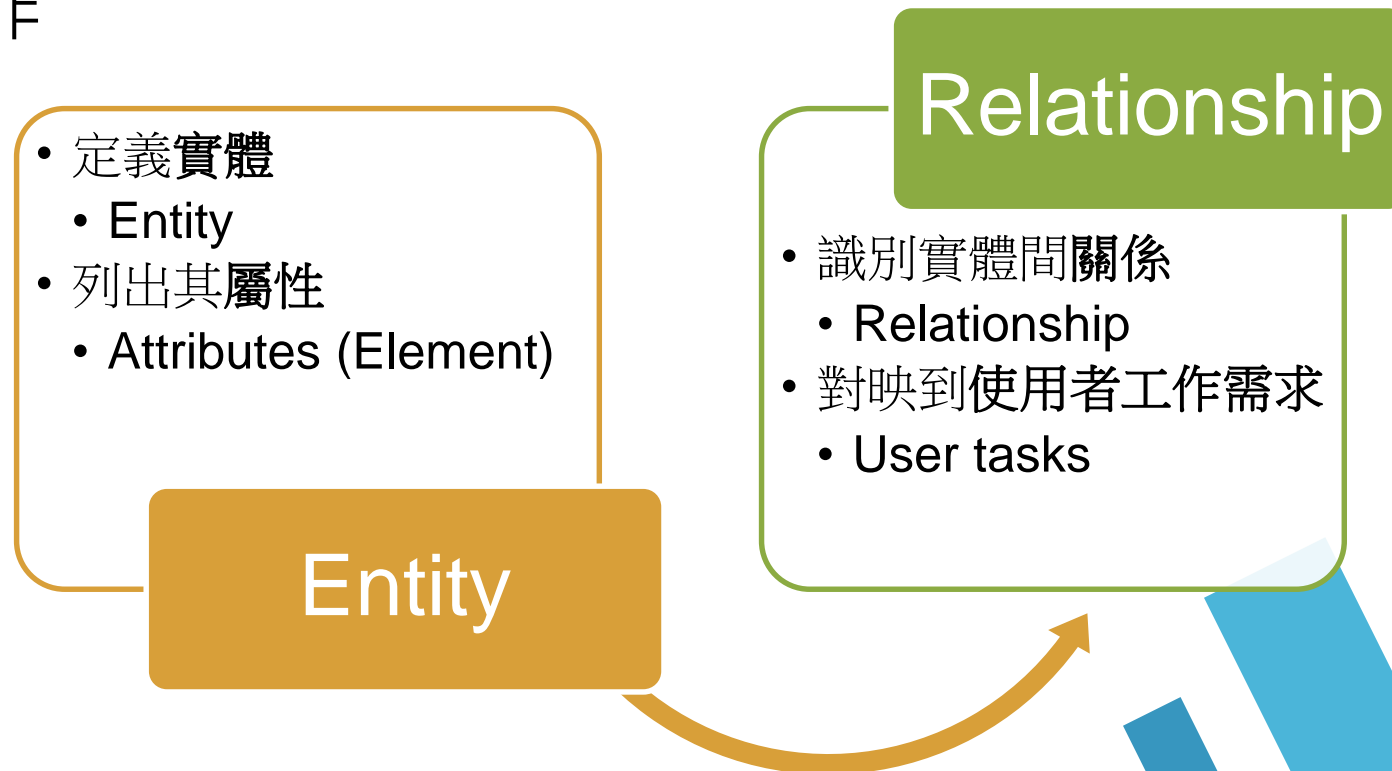 • 定義實體
• Entity
• 列出其屬性
• Attributes (Element)
Entity
Relationship
• 識別實體間關係
• Relationship
• 對映到使用者工作需求
• User tasks